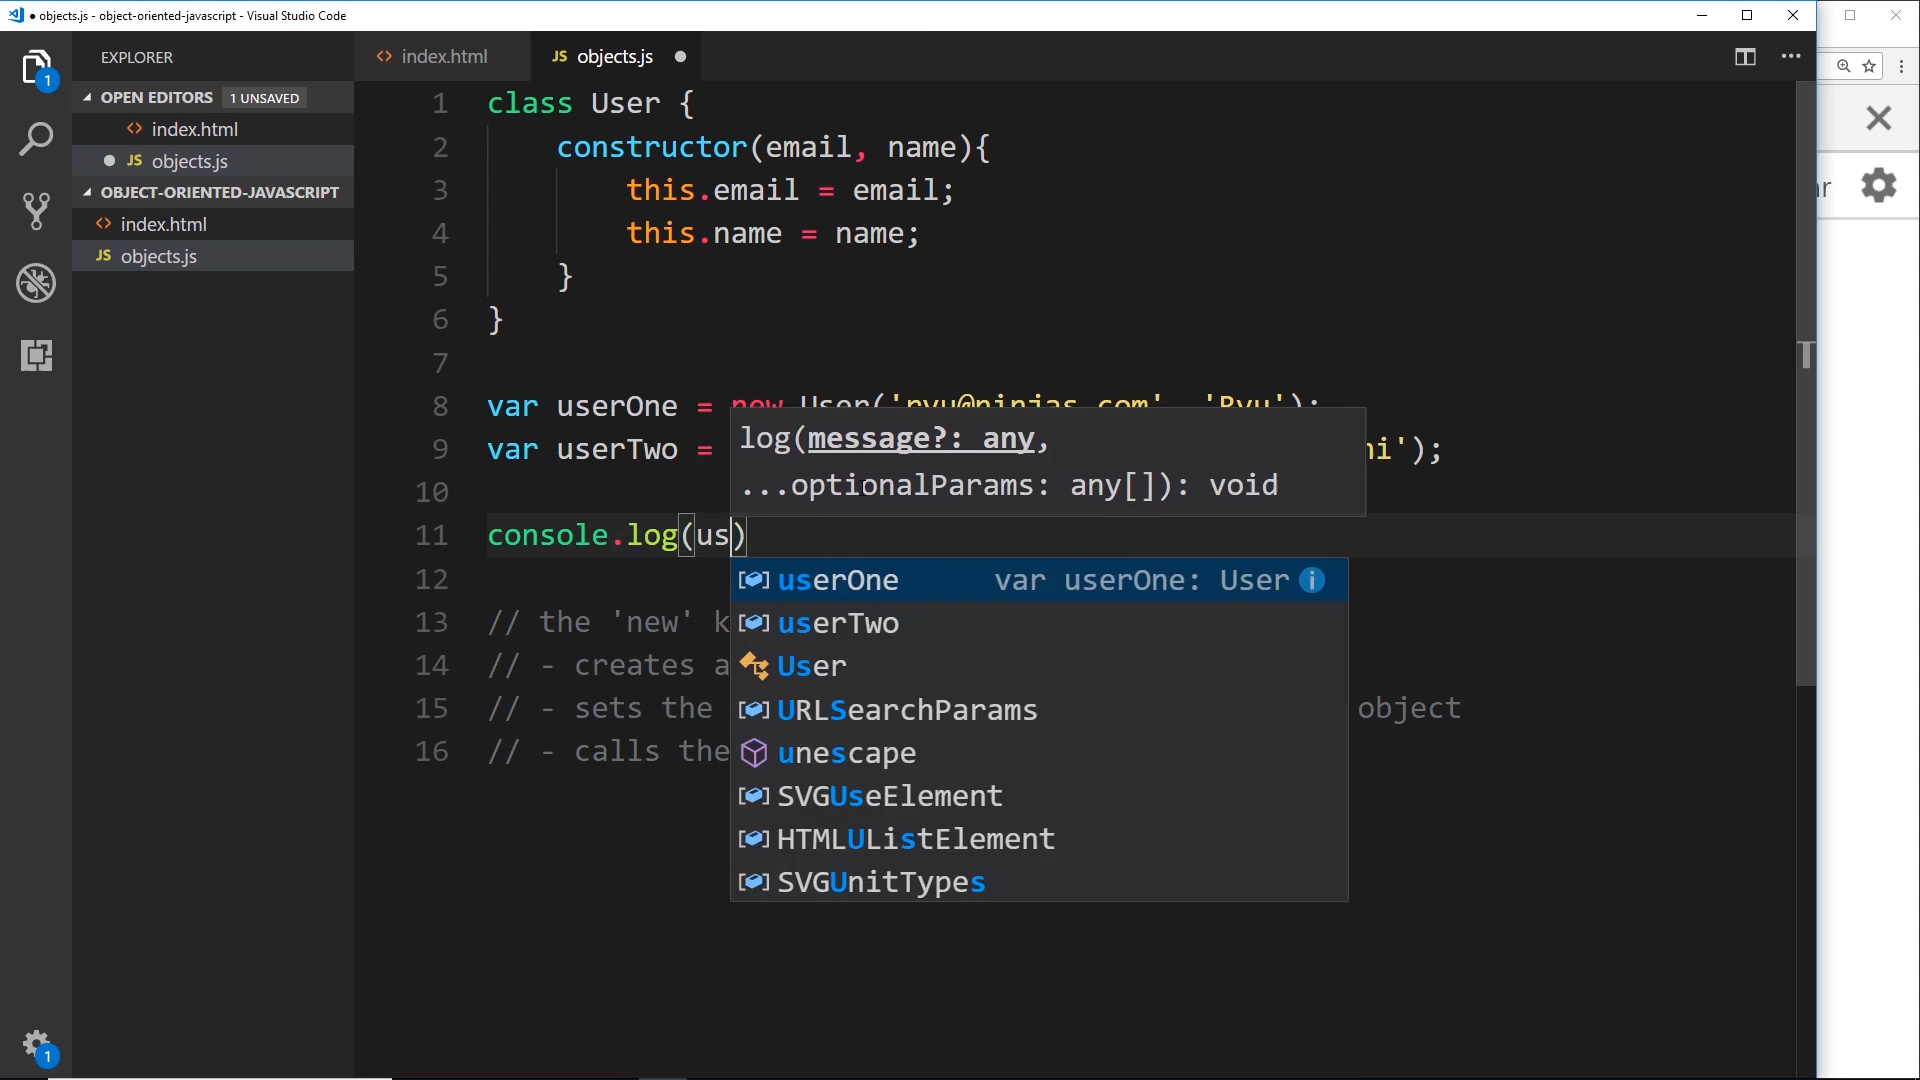 ● objects.js - object-oriented-javascript - Visual Studio Code
EXPLORER
OPEN EDITORS 1 UNSAVED
<> index.html
● JS objects.js
OBJECT-ORIENTED-JAVASCRIPT
<> index.html
JS objects.js
1
1
<> index.html
JS objects.js ●
1 class User {
2 constructor(email, name){
3 this.email = email;
4 this.name = name;
5 }
6 }
7
8 var userOne = new User('ryu@ninjas.com', 'Ryu');
9 var userTwo = hi');
log(message?: any,
...optionalParams: any[]): void
10
11 console.log(us)
userOne var userOne: User
userTwo
User
URLSearchParams
unescape
SVGUseElement
HTMLUListElement
SVGUnitTypes
12
13 // the 'new' k
14 // - creates a
15 // - sets the object
16 // - calls the